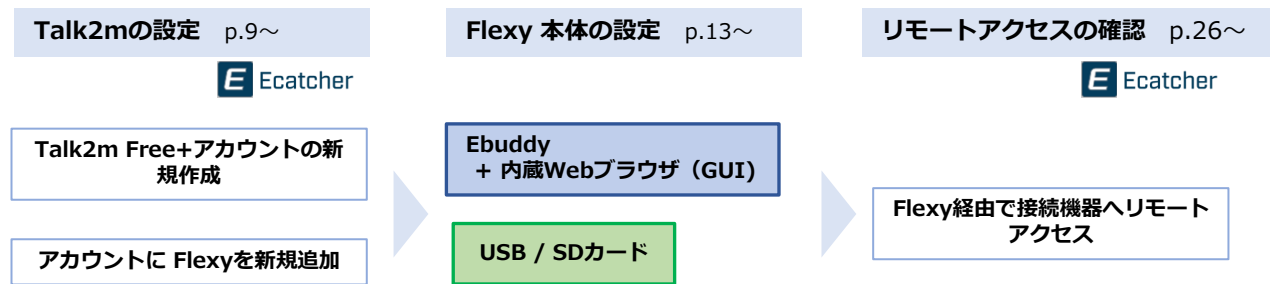 Talk2mの設定 p.9～
Ecatcher
Talk2m Free+アカウントの新
規作成
アカウントに Flexyを新規追加
Flexy 本体の設定 p.13～
Ebuddy
+ 内蔵Webブラウザ（GUI)
USB / SDカード
リモートアクセスの確認 p.26～
Ecatcher
Flexy経由で接続機器へリモート
アクセス